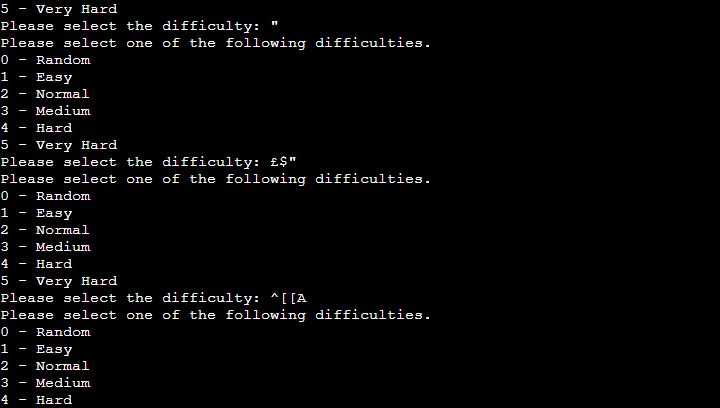 5 - Very Hard
Please select the difficulty: "
Please select one of the following difficulties.
0 - Random
1 - Easy
2 - Normal
3 - Medium
4 - Hard
5 - Very Hard
Please select the difficulty: £$"
Please select one of the following difficulties.
0 - Random
1 - Easy
2 - Normal
3 - Medium
4 - Hard
5 - Very Hard
Please select the difficulty: ^[[A
Please select one of the following difficulties.
0 - Random
1 - Easy
2 - Normal
3 - Medium
4 - Hard